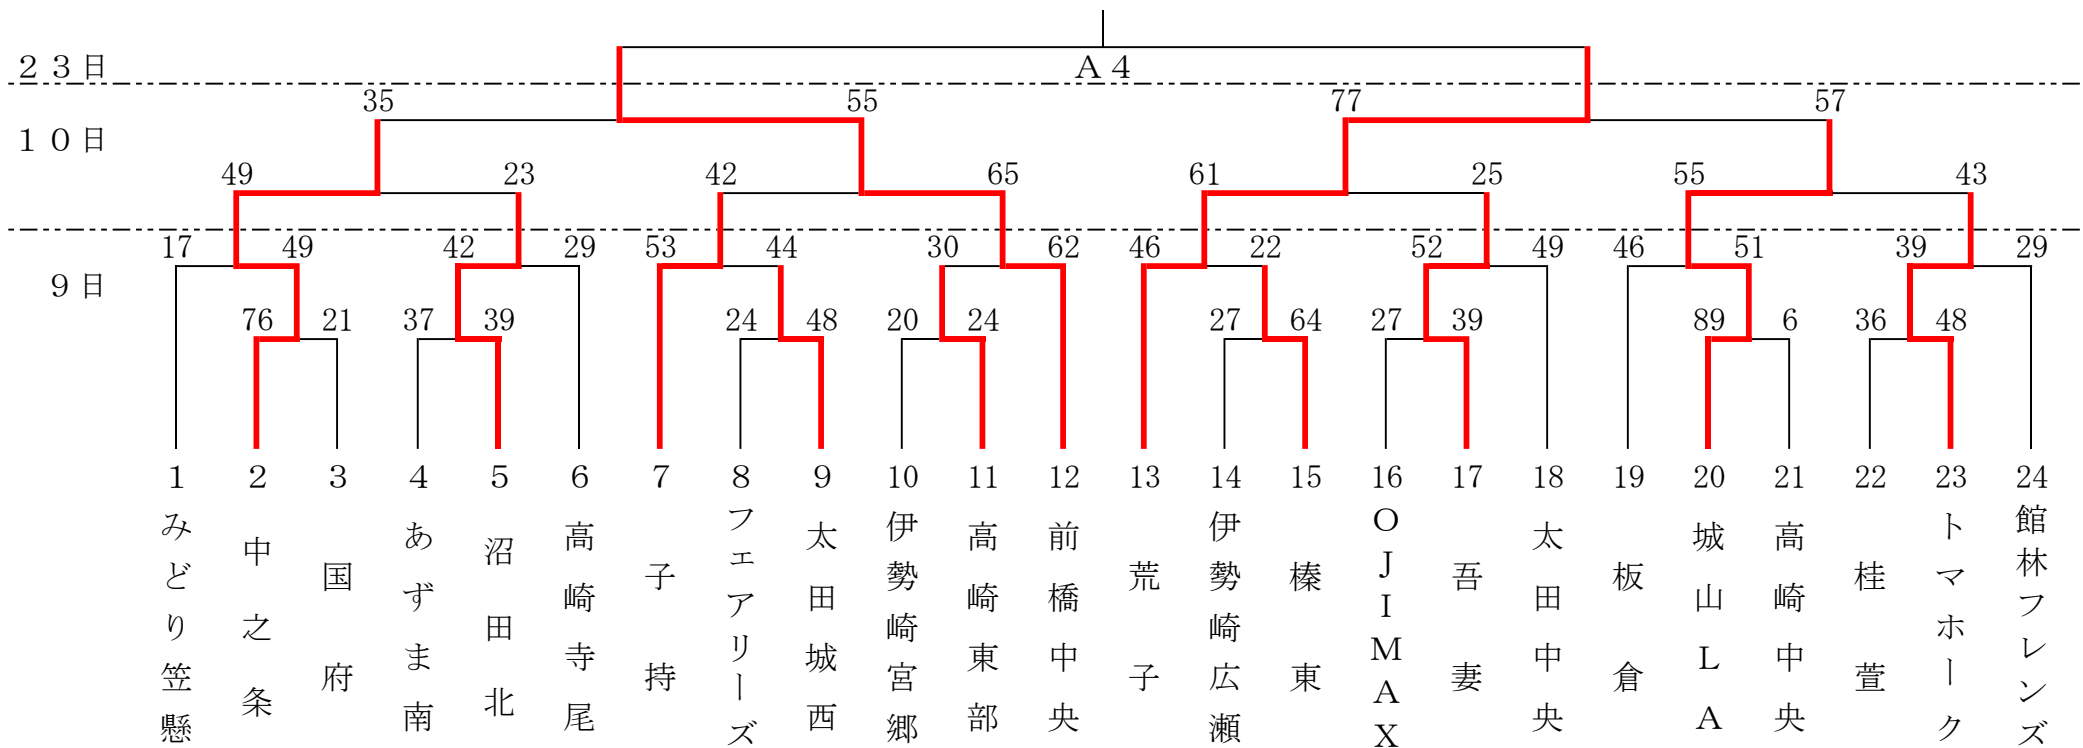 ２３日
Ａ４
35 55 77 57
１０日
49 23 42 65 61 25 55 43
17 49 42 29 53 44 30 62 46 22 52 49 46 51 39 29
９日
76 21 37 39 24 48 20 24 27 64 27 39 89 6 36 48
1 2 3 4 5 6 7 8 9 10 11 12 13 14 15 16 17 18 19 20 21 22 23 24
みどり笠懸
中之条
国府
あずま南
沼田北
高崎寺尾
子持
フェアリーズ
太田城西
伊勢崎宮郷
高崎東部
前橋中央
荒子
伊勢崎広瀬
榛東
ＯＪＩＭＡＸ
吾妻
太田中央
板倉
城山ＬＡ
高崎中央
桂萱
トマホーク
館林フレンズ